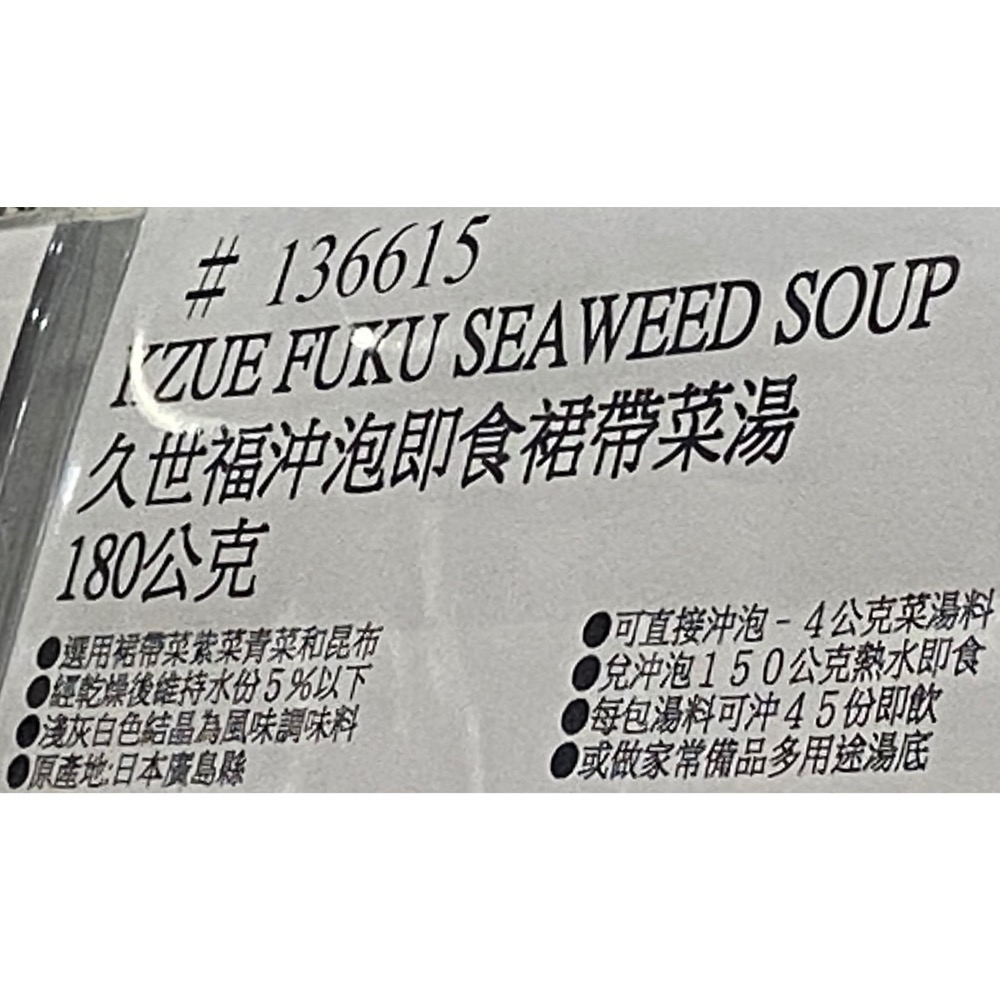 # 136615
KZUE FUKU SEAWEED SOUP
久世福沖泡即食裙帶菜湯
180公克
●選用裙帶菜紫菜青菜和昆布
●經乾燥後維持水份5%以下
●淺灰白色結晶為風味調味料
●原產地:日本廣島縣
●可直接沖泡-4公克菜湯料
●兌沖泡150公克熱水即食
●每包湯料可沖45份即飲
●或做家常備品多用途湯底